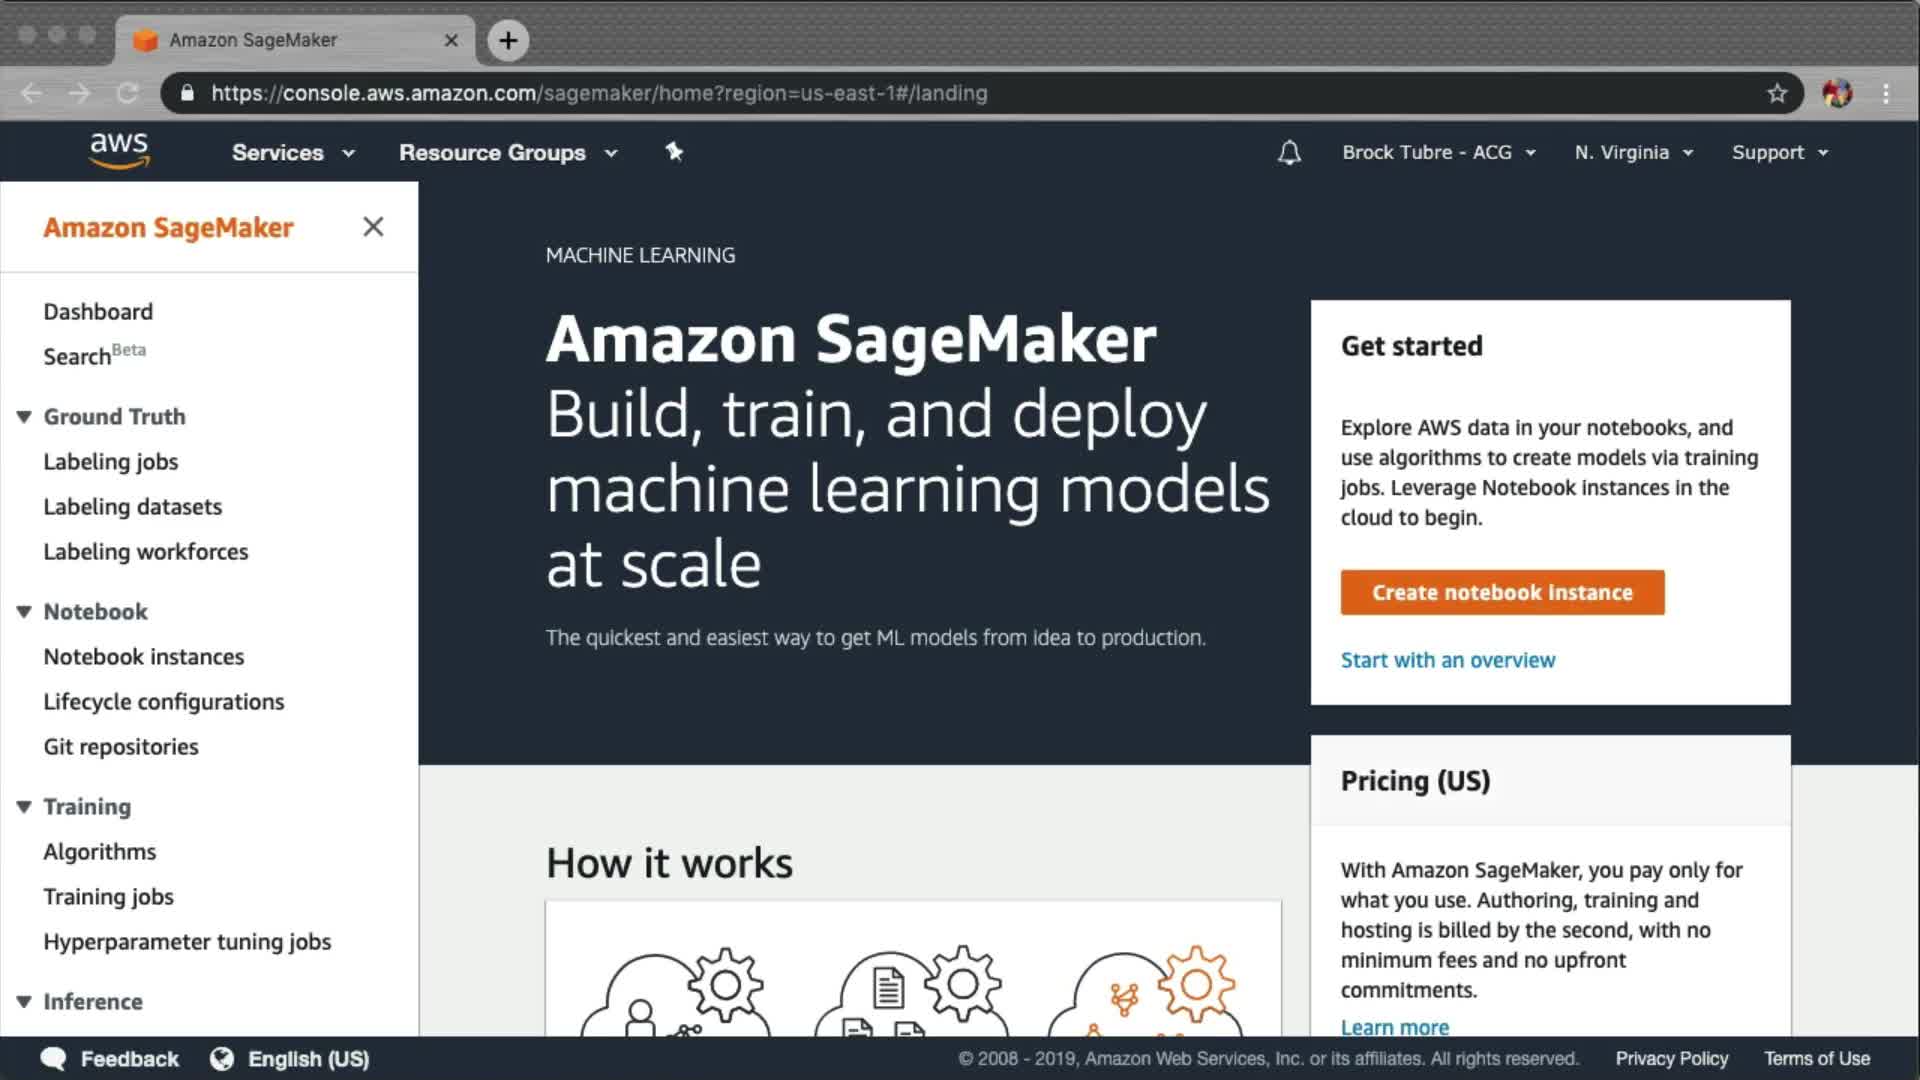 Amazon SageMaker
https://console.aws.amazon.com/sagemaker/home?region=us-east-1#/landing
aws
Services
Resource Groups
Brock Tubre - ACG
N. Virginia
Support
Amazon SageMaker
Dashboard
Search Beta
Ground Truth
Labeling jobs
Labeling datasets
Labeling workforces
Notebook
Notebook instances
Lifecycle configurations
Git repositories
Training
Algorithms
Training jobs
Hyperparameter tuning jobs
Inference
MACHINE LEARNING
Amazon SageMaker
Build, train, and deploy
machine learning models
at scale
The quickest and easiest way to get ML models from idea to production.
How it works
Get started
Explore AWS data in your notebooks, and
use algorithms to create models via training
jobs. Leverage Notebook instances in the
cloud to begin.
Create notebook instance
Start with an overview
Pricing (US)
With Amazon SageMaker, you pay only for
what you use. Authoring, training and
hosting is billed by the second, with no
minimum fees and no upfront
commitments.
Learn more
Feedback
English (US)
© 2008 - 2019, Amazon Web Services, Inc. or its affiliates. All rights reserved.
Privacy Policy
Terms of Use